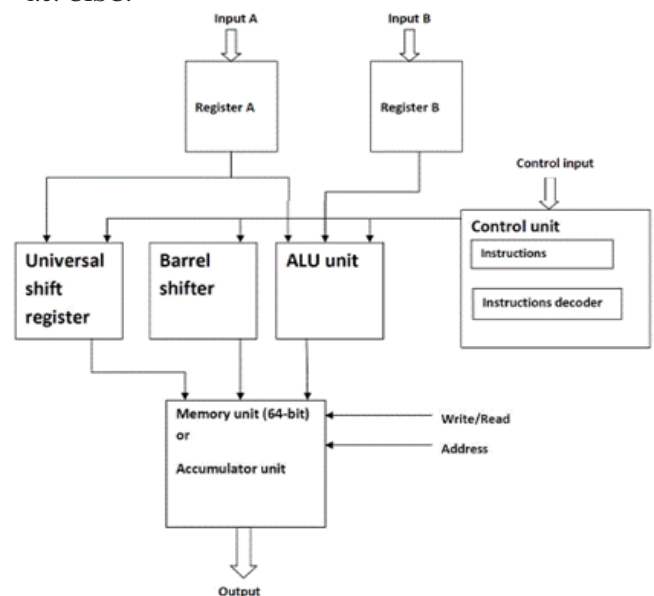 Input A
Input B
Register A
Register B
Control input
Control unit
Instructions
Instructions decoder
Universal
shift
register
Barrel
shifter
ALU unit
Memory unit (64-bit)
or
Accumulator unit
Write/Read
Address
Output